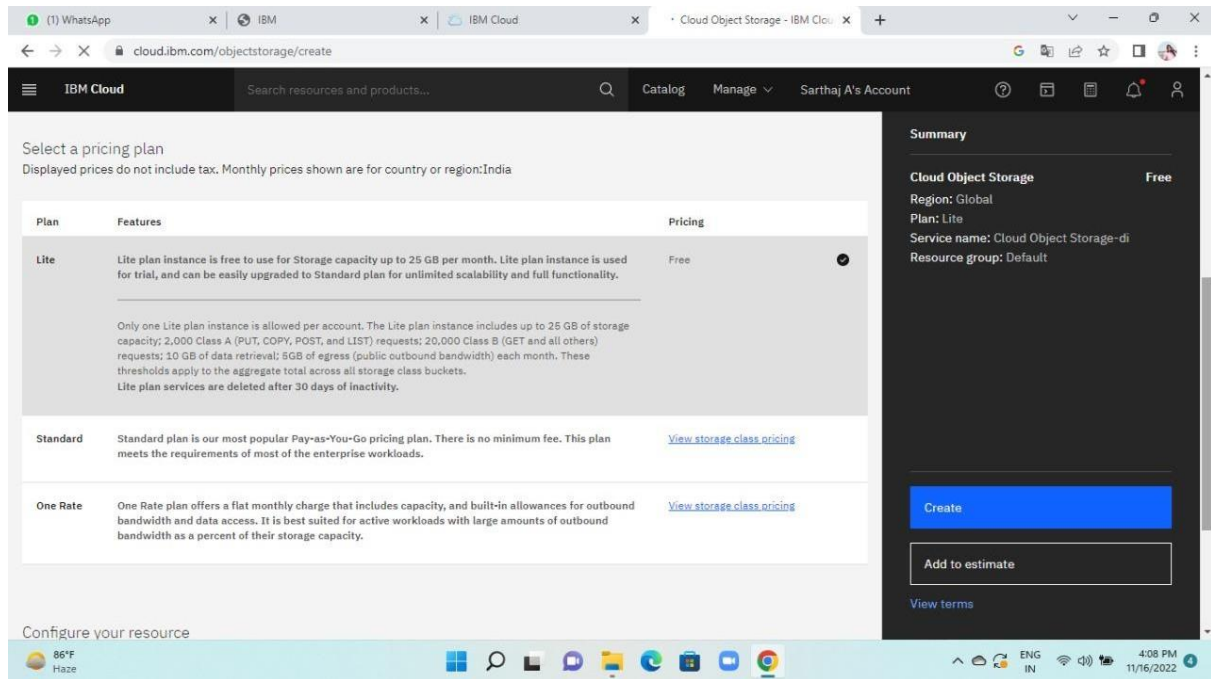 (1) WhatsApp
IBM
IBM Cloud
Cloud Object Storage - IBM Clou
cloud.ibm.com/objectstorage/create
IBM Cloud
Search resources and products...
Catalog
Manage
Sarthaj A's Account
Select a pricing plan
Displayed prices do not include tax. Monthly prices shown are for country or region:India
Plan Features Pricing
Lite Lite plan instance is free to use for Storage capacity up to 25 GB per month. Lite plan instance is used Free
for trial, and can be easily upgraded to Standard plan for unlimited scalability and full functionality.
Only one Lite plan instance is allowed per account. The Lite plan instance includes up to 25 GB of storage
capacity; 2,000 Class A (PUT, COPY, POST, and LIST) requests; 20,000 Class B (GET and all others)
requests; 10 GB of data retrieval; 5GB of egress (public outbound bandwidth) each month. These
thresholds apply to the aggregate total across all storage class buckets.
Lite plan services are deleted after 30 days of inactivity.
Standard Standard plan is our most popular Pay-as-You-Go pricing plan. There is no minimum fee. This plan View storage class pricing
meets the requirements of most of the enterprise workloads.
One Rate One Rate plan offers a flat monthly charge that includes capacity, and built-in allowances for outbound View storage class pricing
bandwidth and data access. It is best suited for active workloads with large amounts of outbound
bandwidth as a percent of their storage capacity.
Configure your resource
Summary
Cloud Object Storage Free
Region: Global
Plan: Lite
Service name: Cloud Object Storage-di
Resource group: Default
Create
Add to estimate
View terms
86°F
Haze
ENG
IN
4:08 PM
11/16/2022
4